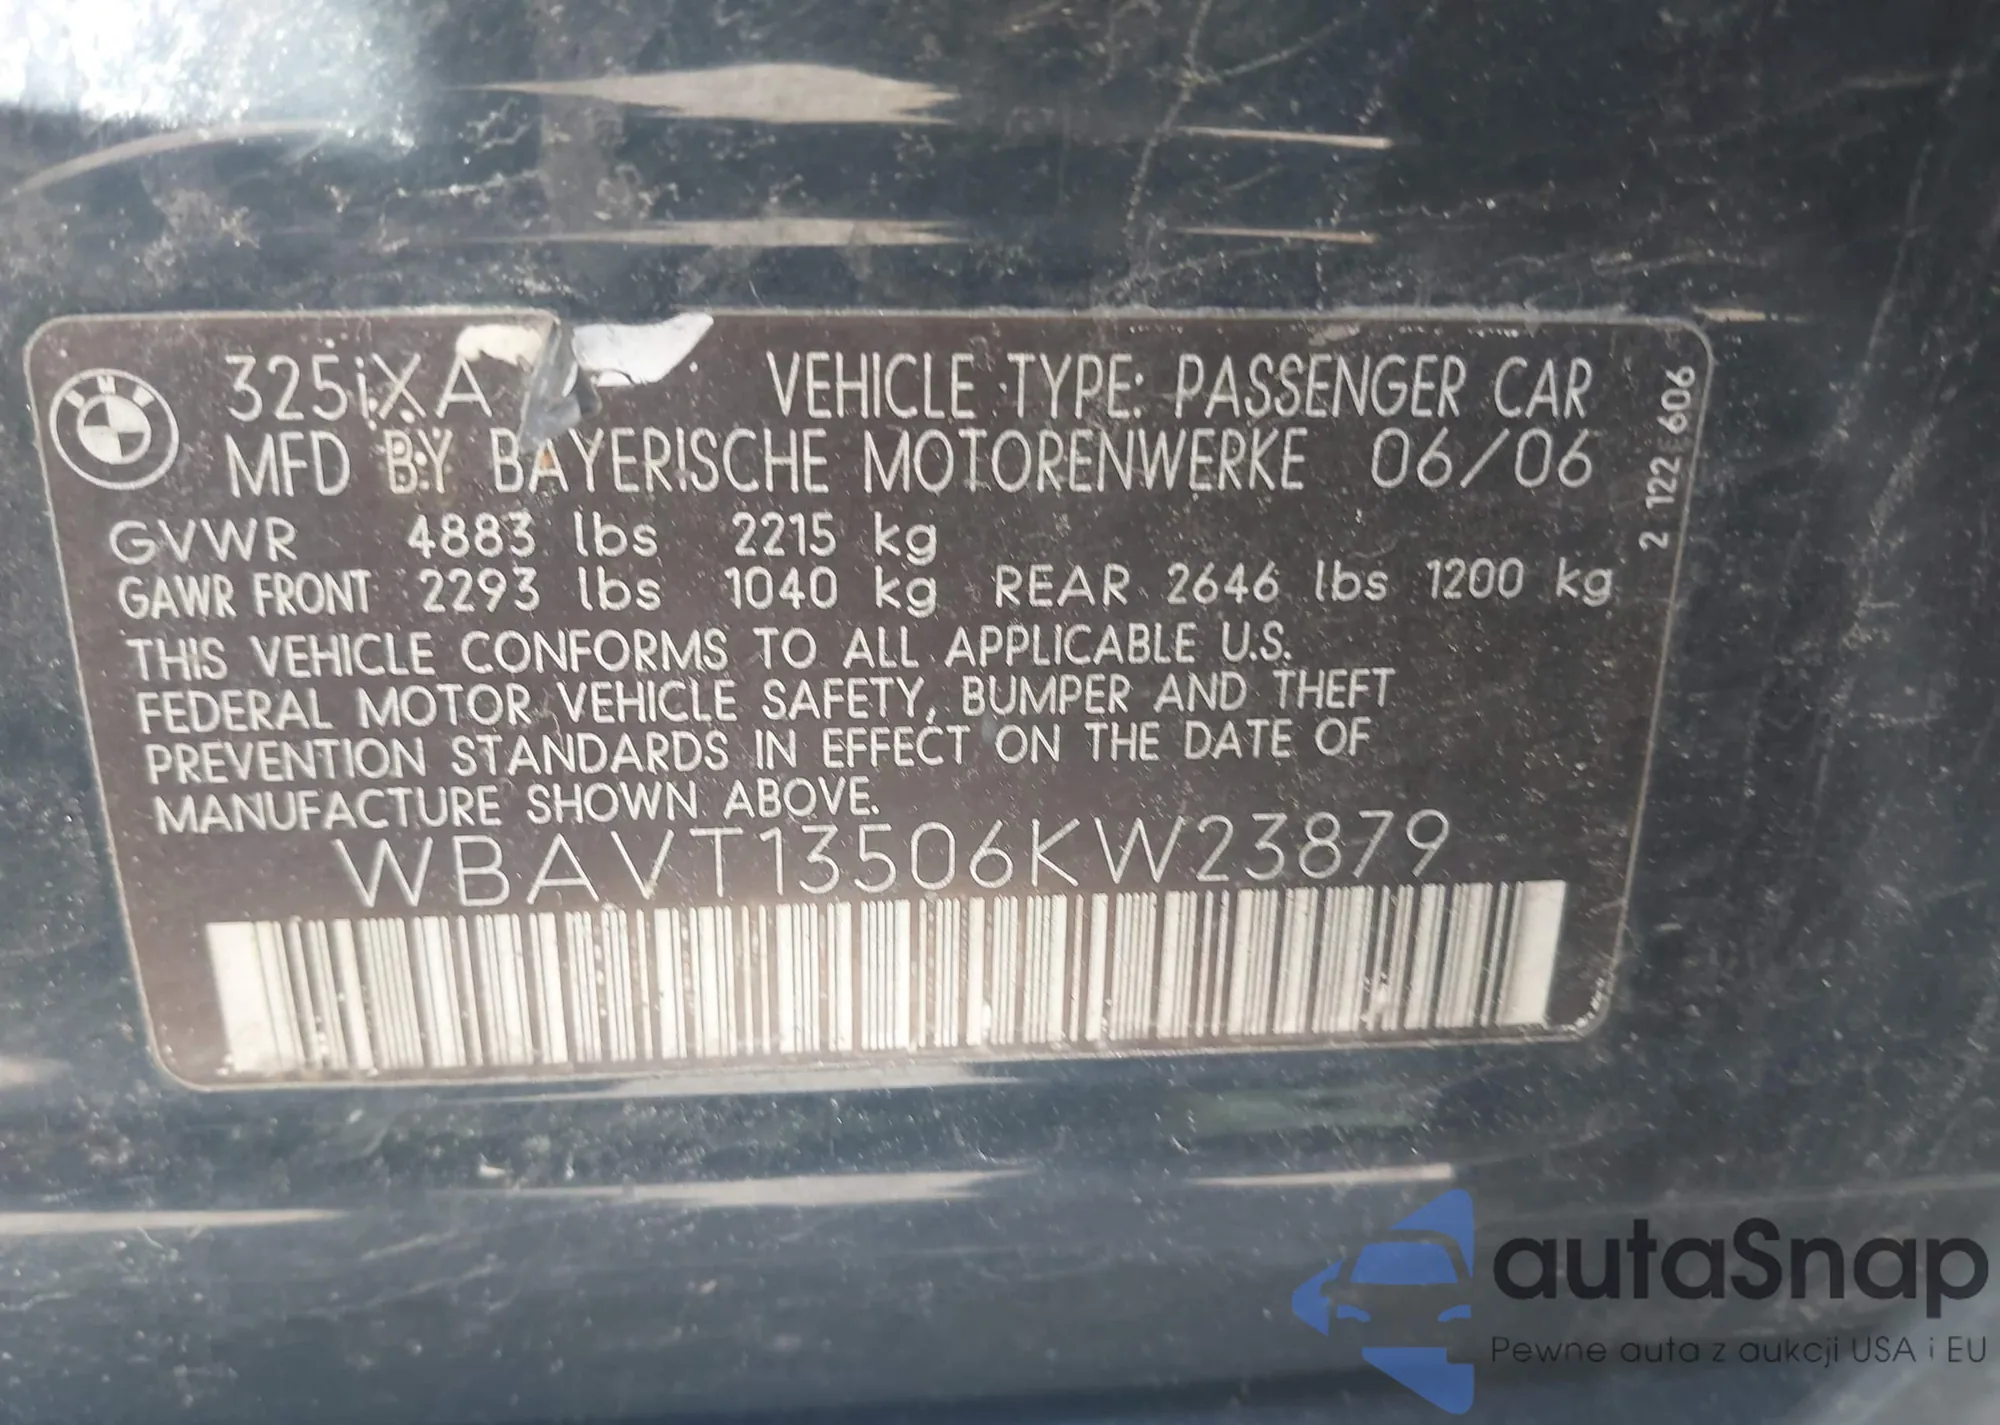 BMW
325iXA
VEHICLE TYPE: PASSENGER CAR
MFD BY BAYERISCHE MOTORENWERKE 06/06
GVWR 4883 lbs 2215 kg
GAWR FRONT 2293 lbs 1040 kg REAR 2646 lbs 1200 kg
THIS VEHICLE CONFORMS TO ALL APPLICABLE U.S.
FEDERAL MOTOR VEHICLE SAFETY, BUMPER AND THEFT
PREVENTION STANDARDS IN EFFECT ON THE DATE OF
MANUFACTURE SHOWN ABOVE.
WBAVT13506KW23879
2 122 606
autaSnap
Pewne auta z aukcji USA i EU